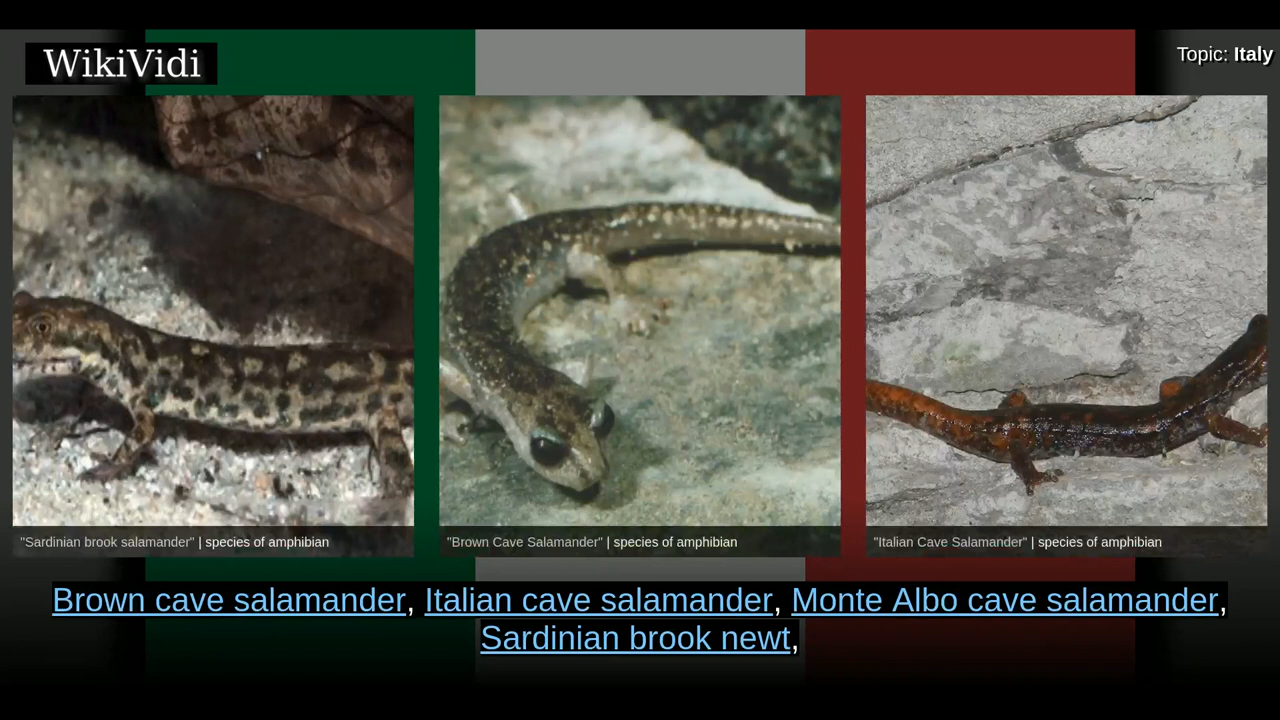 WikiVidi
Topic: Italy
"Sardinian brook salamander" | species of amphibian
"Brown Cave Salamander" | species of amphibian
"Italian Cave Salamander" | species of amphibian
Brown cave salamander, Italian cave salamander, Monte Albo cave salamander,
Sardinian brook newt,